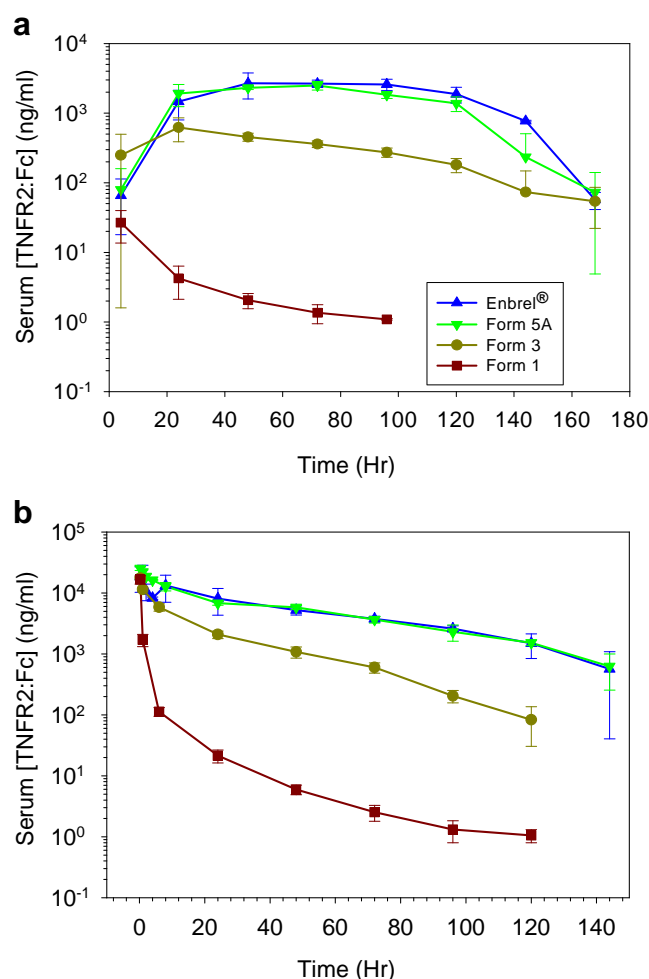 a
Serum [TNFR2:Fc] (ng/ml)
10⁴
10³
10²
10¹
10⁰
10⁻¹
Enbrel®
Form 5A
Form 3
Form 1
0 20 40 60 80 100 120 140 160 180
Time (Hr)
b
Serum [TNFR2:Fc] (ng/ml)
10⁵
10⁴
10³
10²
10¹
10⁰
10⁻¹
0 20 40 60 80 100 120 140
Time (Hr)